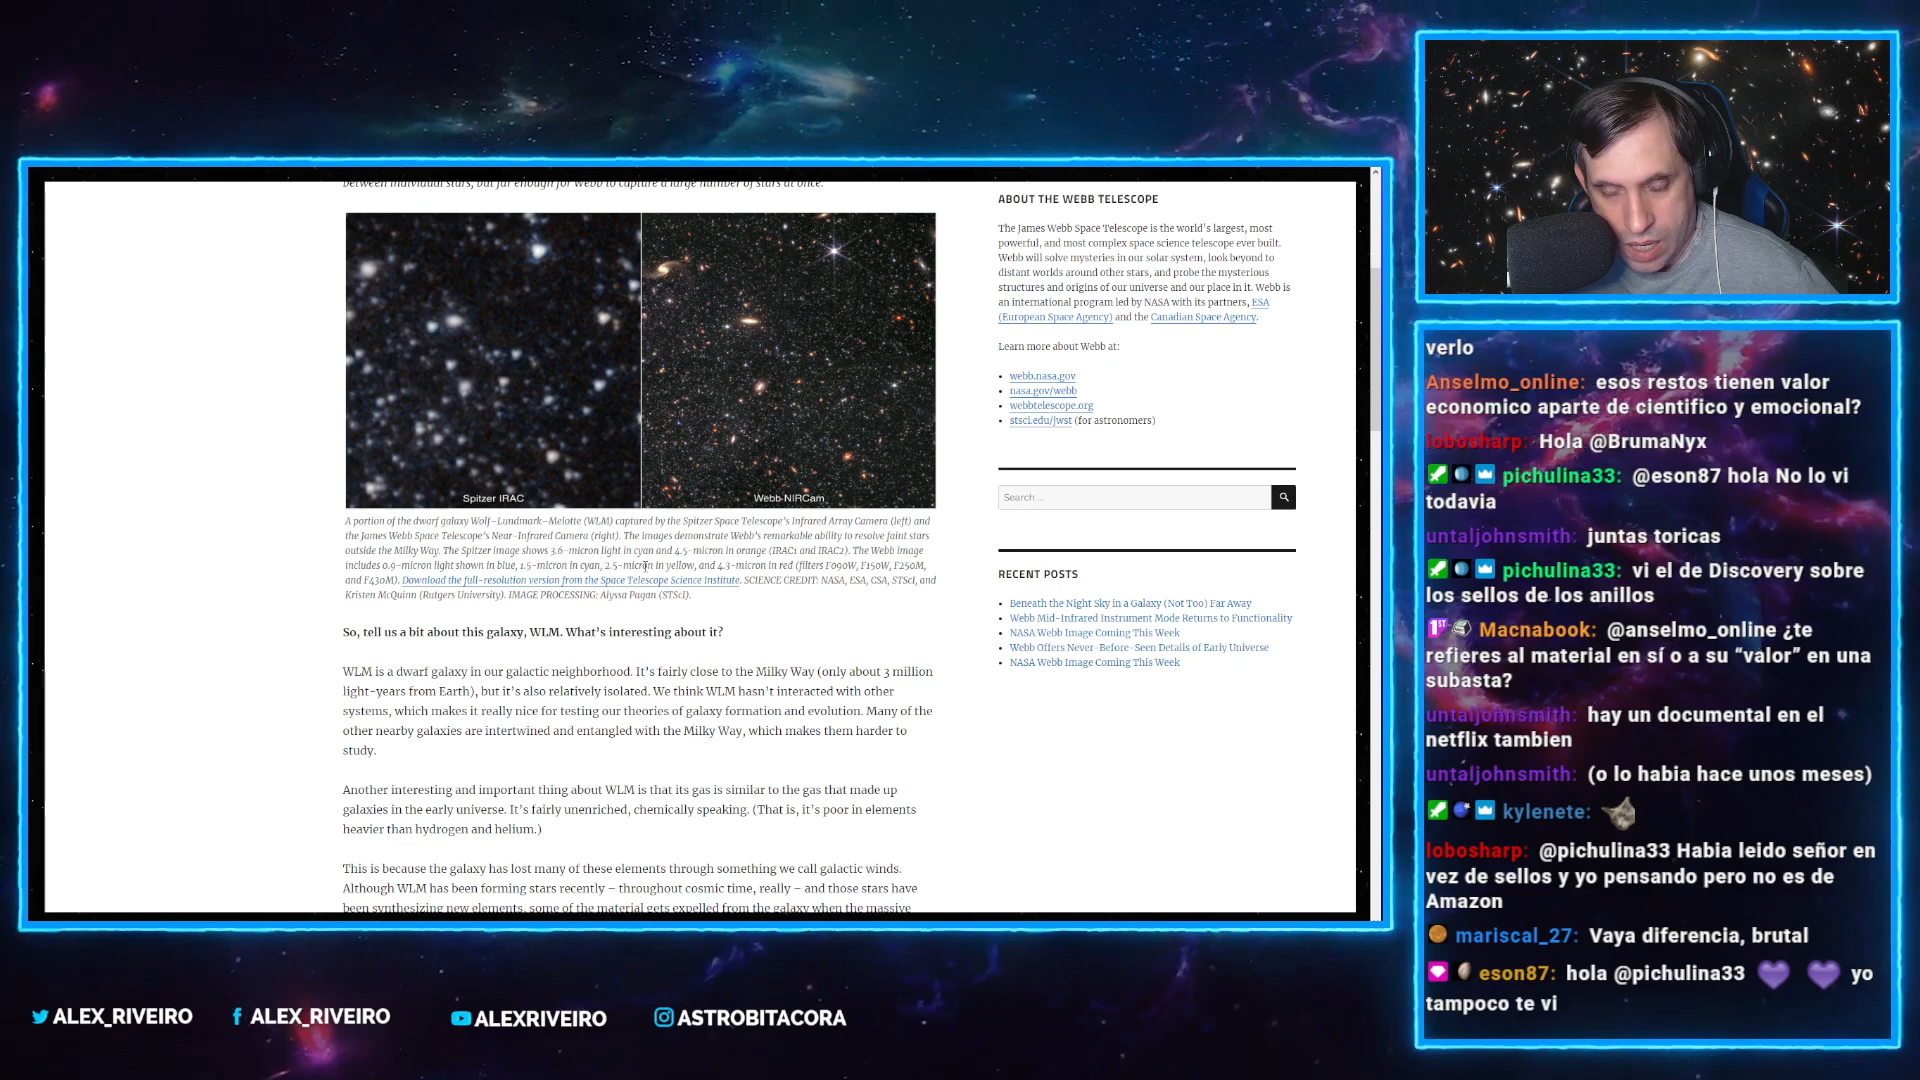 between individual stars, but far enough for Webb to capture a large number of stars at once.
Spitzer IRAC
Webb NIRCam
A portion of the dwarf galaxy Wolf–Lundmark–Melotte (WLM) captured by the Spitzer Space Telescope's Infrared Array Camera (left) and
the James Webb Space Telescope's Near-Infrared Camera (right). The images demonstrate Webb's remarkable ability to resolve faint stars
outside the Milky Way. The Spitzer image shows 3.6-micron light in cyan and 4.5-micron in orange (IRAC1 and IRAC2). The Webb image
includes 0.9-micron light shown in blue, 1.5-micron in cyan, 2.5-micron in yellow, and 4.3-micron in red (filters F090W, F150W, F250M,
and F430M). Download the full-resolution version from the Space Telescope Science Institute. SCIENCE CREDIT: NASA, ESA, CSA, STScI, and
Kristen McQuinn (Rutgers University). IMAGE PROCESSING: Alyssa Pagan (STScI).
So, tell us a bit about this galaxy, WLM. What's interesting about it?
WLM is a dwarf galaxy in our galactic neighborhood. It's fairly close to the Milky Way (only about 3 million
light-years from Earth), but it's also relatively isolated. We think WLM hasn't interacted with other
systems, which makes it really nice for testing our theories of galaxy formation and evolution. Many of the
other nearby galaxies are intertwined and entangled with the Milky Way, which makes them harder to
study.
Another interesting and important thing about WLM is that its gas is similar to the gas that made up
galaxies in the early universe. It's fairly unenriched, chemically speaking. (That is, it's poor in elements
heavier than hydrogen and helium.)
This is because the galaxy has lost many of these elements through something we call galactic winds.
Although WLM has been forming stars recently – throughout cosmic time, really – and those stars have
been synthesizing new elements, some of the material gets expelled from the galaxy when the massive
ABOUT THE WEBB TELESCOPE
The James Webb Space Telescope is the world's largest, most
powerful, and most complex space science telescope ever built.
Webb will solve mysteries in our solar system, look beyond to
distant worlds around other stars, and probe the mysterious
structures and origins of our universe and our place in it. Webb is
an international program led by NASA with its partners, ESA
(European Space Agency) and the Canadian Space Agency.
Learn more about Webb at:
webb.nasa.gov
nasa.gov/webb
webbtelescope.org
stsci.edu/jwst (for astronomers)
Search ...
RECENT POSTS
Beneath the Night Sky in a Galaxy (Not Too) Far Away
Webb Mid-Infrared Instrument Mode Returns to Functionality
NASA Webb Image Coming This Week
Webb Offers Never-Before-Seen Details of Early Universe
NASA Webb Image Coming This Week
verlo
Anselmo_online: esos restos tienen valor
economico aparte de cientifico y emocional?
lobosharp: Hola @BrumaNyx
pichulina33: @eson87 hola No lo vi
todavia
untaljohnsmith: juntas toricas
pichulina33: vi el de Discovery sobre
los sellos de los anillos
1ST Macnabook: @anselmo_online ¿te
refieres al material en sí o a su “valor” en una
subasta?
untaljohnsmith: hay un documental en el
netflix tambien
untaljohnsmith: (o lo habia hace unos meses)
kylenete:
lobosharp: @pichulina33 Habia leido señor en
vez de sellos y yo pensando pero no es de
Amazon
mariscal_27: Vaya diferencia, brutal
eson87: hola @pichulina33 yo
tampoco te vi
ALEX_RIVEIRO
ALEX_RIVEIRO
ALEXRIVEIRO
ASTROBITACORA